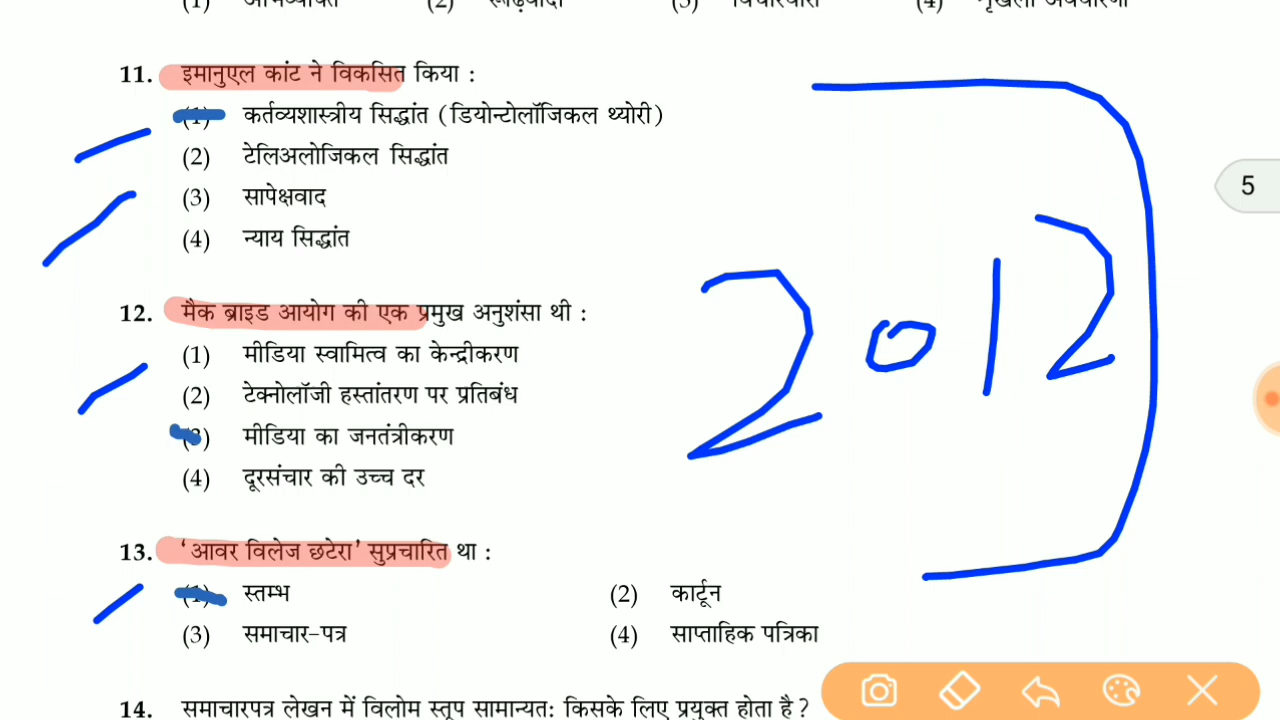 11. इमानुएल कांट ने विकसित किया :
(1) कर्तव्यशास्त्रीय सिद्धांत (डियोन्टोलॉजिकल थ्योरी)
(2) टेलिअलोजिकल सिद्धांत
(3) सापेक्षवाद
(4) न्याय सिद्धांत
5
2012
12. मैक ब्राइड आयोग की एक प्रमुख अनुशंसा थी :
(1) मीडिया स्वामित्व का केन्द्रीकरण
(2) टेक्नोलॉजी हस्तांतरण पर प्रतिबंध
(3) मीडिया का जनतंत्रीकरण
(4) दूरसंचार की उच्च दर
13. 'आवर विलेज छटेरा' सुप्रचारित था :
(1) स्तम्भ (2) कार्टून
(3) समाचार-पत्र (4) साप्ताहिक पत्रिका
14. समाचारपत्र लेखन में विलोम स्तूप सामान्यतः किसके लिए प्रयुक्त होता है?